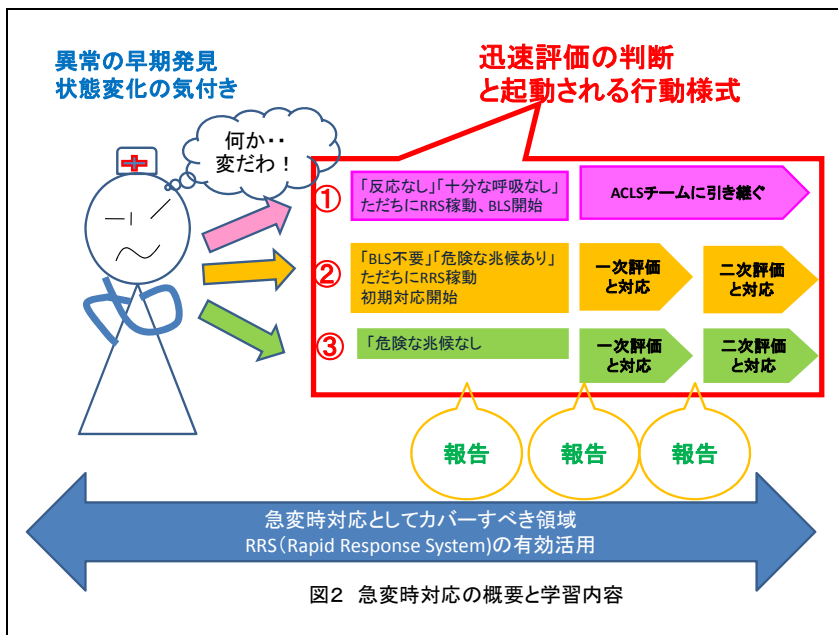 異常の早期発見
状態変化の気付き
迅速評価の判断
と起動される行動様式
何か・・
変だわ！
①
「反応なし」「十分な呼吸なし」
ただちにRRS稼動、BLS開始
ACLSチームに引き継ぐ
②
「BLS不要」「危険な兆候あり」
ただちにRRS稼動
初期対応開始
一次評価
と対応
二次評価
と対応
③
「危険な兆候なし
一次評価
と対応
二次評価
と対応
報告
報告
報告
急変時対応としてカバーすべき領域
RRS（Rapid Response System）の有効活用
図２ 急変時対応の概要と学習内容